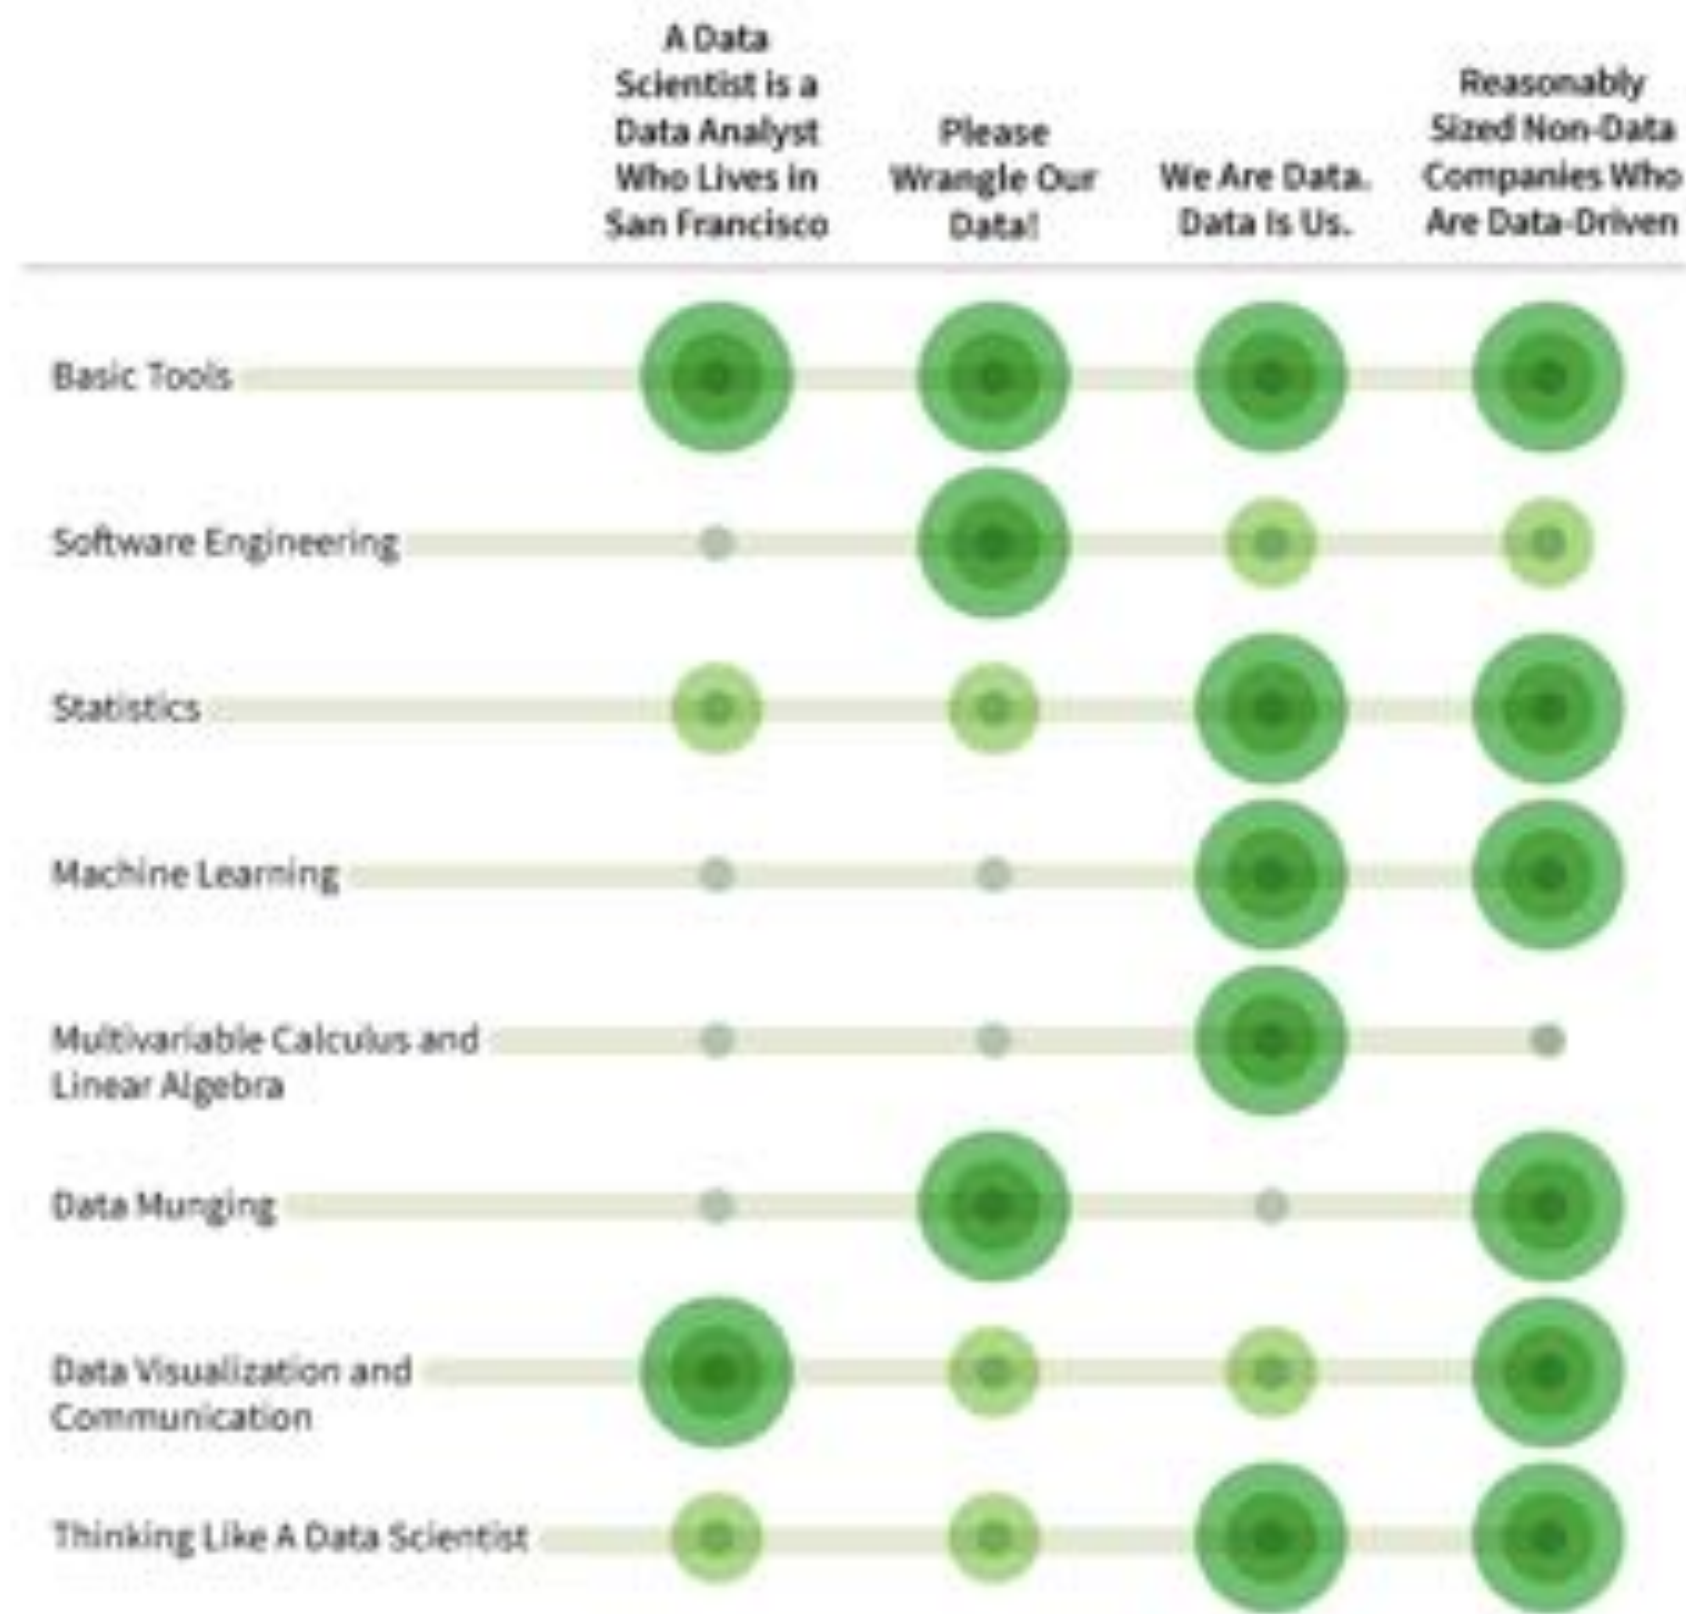 A Data
Scientist is a
Data Analyst
Who Lives in
San Francisco
Please
Wrangle Our
Data!
We Are Data.
Data Is Us.
Reasonably
Sized Non-Data
Companies Who
Are Data-Driven
Basic Tools
Software Engineering
Statistics
Machine Learning
Multivariable Calculus and
Linear Algebra
Data Munging
Data Visualization and
Communication
Thinking Like A Data Scientist